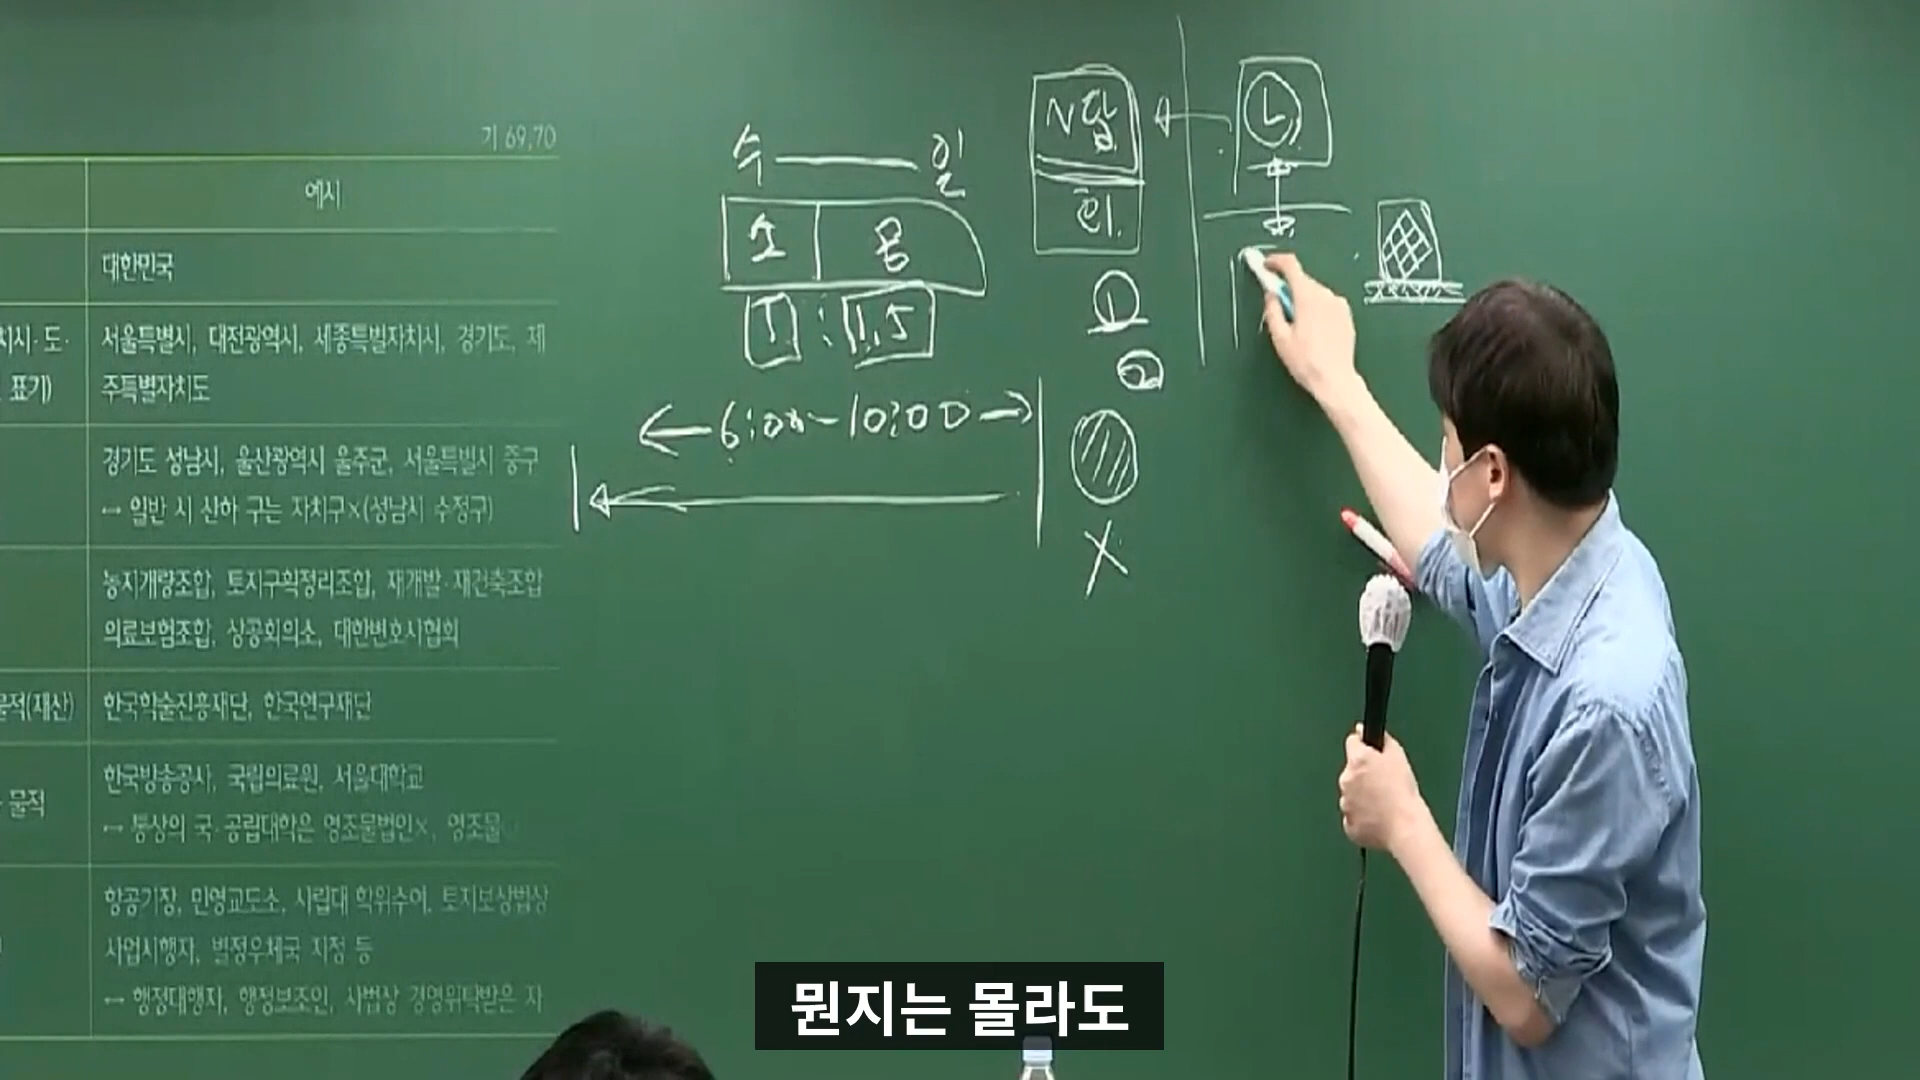 기 69,70
예시
대한민국
치시·도· 서울특별시, 대전광역시, 세종특별자치시, 경기도, 제
표기) 주특별자치도
경기도 성남시, 울산광역시 울주군, 서울특별시 중구
↔ 일반 시 산하 구는 자치구×(성남시 수정구)
농지개량조합, 토지구획정리조합, 재개발·재건축조합
의료보험조합, 상공회의소, 대한변호사협회
물적(재산) 한국학술진흥재단, 한국연구재단
한국방송공사, 국립의료원, 서울대학교
물적
↔ 통상의 국·공립대학은 영조물법인×, 영조물
항공기장, 민영교도소, 사립대 학위수여, 토지보상법상
사업시행자, 별정우체국 지정 등
↔ 행정대행자, 행정보조인, 사법상 경영위탁받은 자
수 일
소
1 : 1.5
6:00~10:00
N답
회
1
2
X
L
뭔지는 몰라도